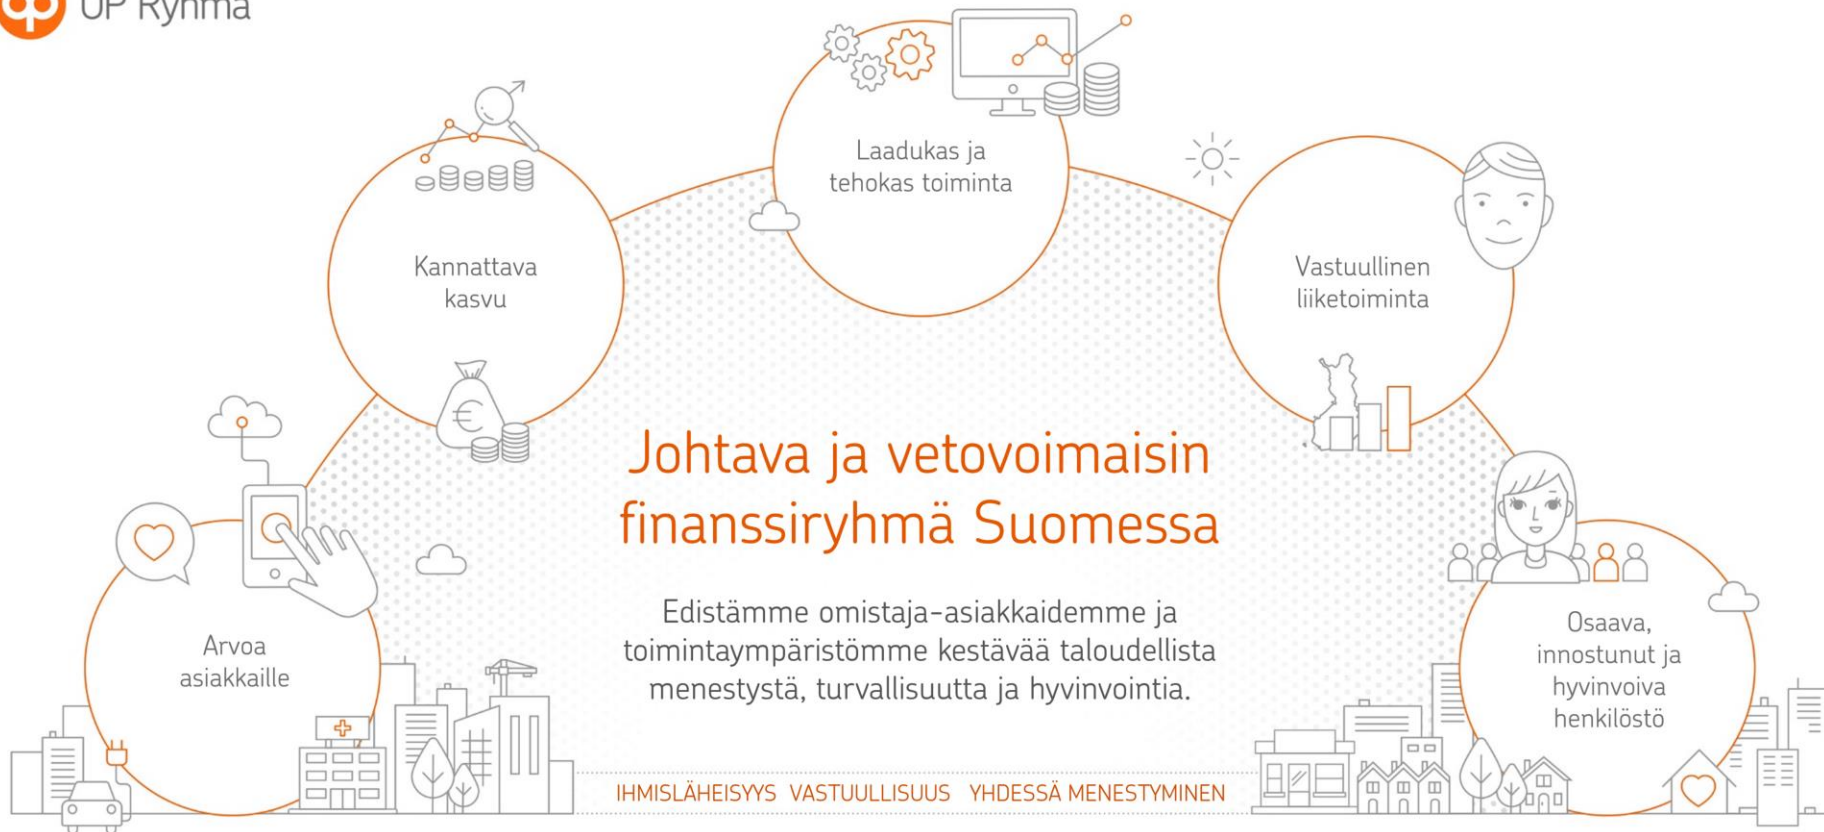 OP Ryhmä
Laadukas ja
tehokas toiminta
Kannattava
kasvu
Vastuullinen
liiketoiminta
Johtava ja vetovoimaisin
finanssiryhmä Suomessa
Edistämme omistaja-asiakkaidemme ja
toimintaympäristömme kestävää taloudellista
menestystä, turvallisuutta ja hyvinvointia.
Arvoa
asiakkaille
Osaava,
innostunut ja
hyvinvoiva
henkilöstö
IHMISLÄHEISYYS VASTUULLISUUS YHDESSÄ MENESTYMINEN